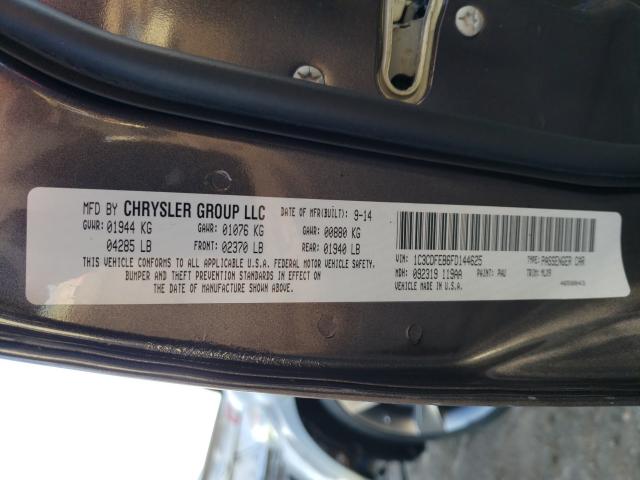 MFD BY CHRYSLER GROUP LLC DATE OF MFR(BUILT): 9-14
GVWR: 01944 KG GAWR: 01076 KG GAWR: 00880 KG
04285 LB FRONT: 02370 LB REAR: 01940 LB
THIS VEHICLE CONFORMS TO ALL APPLICABLE U.S.A. FEDERAL MOTOR VEHICLE SAFETY,
BUMPER AND THEFT PREVENTION STANDARDS IN EFFECT ON
THE DATE OF MANUFACTURE SHOWN ABOVE.
VIN: 1C3CDFEB6FD144625 TYPE: PASSENGER CAR
MDH: 092319 119AA PAINT: PAU TRIM: MLX9
VEHICLE MADE IN U.S.A.